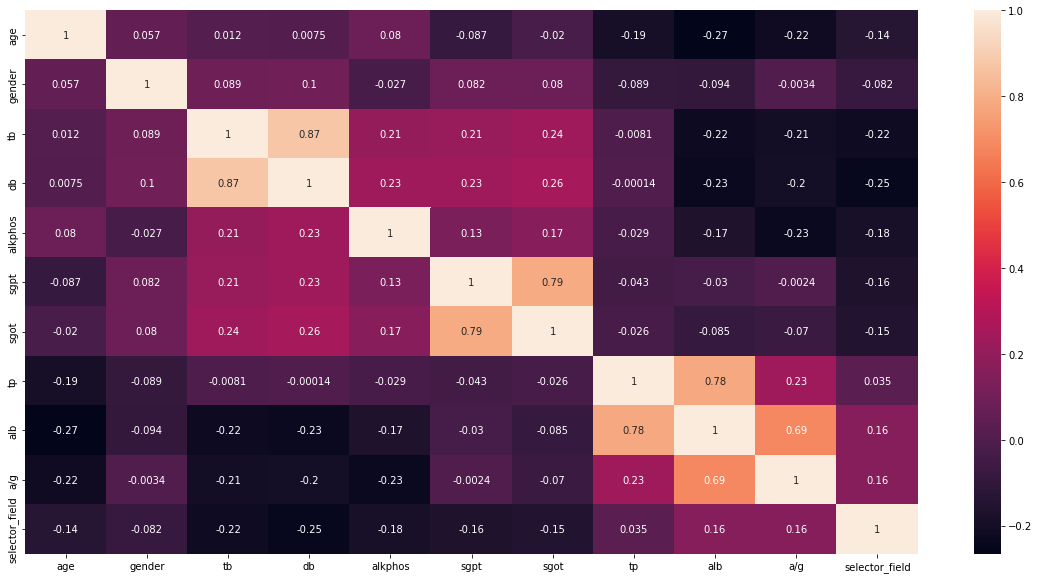 age 1 0.057 0.012 0.0075 0.08 -0.087 -0.02 -0.19 -0.27 -0.22 -0.14
gender 0.057 1 0.089 0.1 -0.027 0.082 0.08 -0.089 -0.094 -0.0034 -0.082
tb 0.012 0.089 1 0.87 0.21 0.21 0.24 -0.0081 -0.22 -0.21 -0.22
db 0.0075 0.1 0.87 1 0.23 0.23 0.26 -0.00014 -0.23 -0.2 -0.25
alkphos 0.08 -0.027 0.21 0.23 1 0.13 0.17 -0.029 -0.17 -0.23 -0.18
sgpt -0.087 0.082 0.21 0.23 0.13 1 0.79 -0.043 -0.03 -0.0024 -0.16
sgot -0.02 0.08 0.24 0.26 0.17 0.79 1 -0.026 -0.085 -0.07 -0.15
tp -0.19 -0.089 -0.0081 -0.00014 -0.029 -0.043 -0.026 1 0.78 0.23 0.035
alb -0.27 -0.094 -0.22 -0.23 -0.17 -0.03 -0.085 0.78 1 0.69 0.16
a/g -0.22 -0.0034 -0.21 -0.2 -0.23 -0.0024 -0.07 0.23 0.69 1 0.16
selector_field -0.14 -0.082 -0.22 -0.25 -0.18 -0.16 -0.15 0.035 0.16 0.16 1
age gender tb db alkphos sgpt sgot tp alb a/g selector_field
1.0
0.8
0.6
0.4
0.2
0.0
−0.2